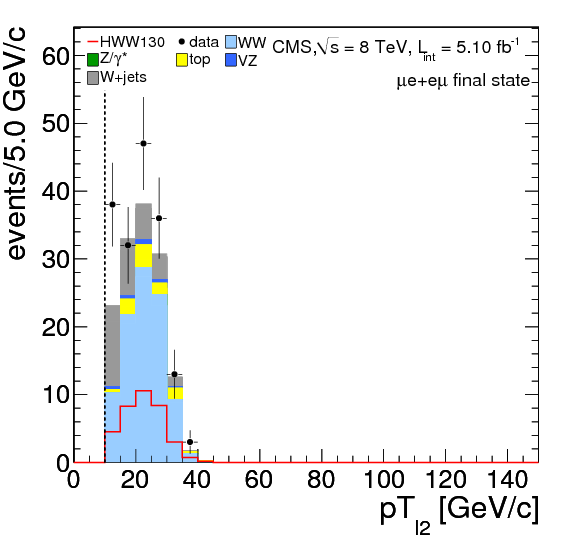 HWW130 data WW
Z/γ* top VZ
W+jets
CMS,√s = 8 TeV, L_int = 5.10 fb⁻¹
μe+eμ final state
events/5.0 GeV/c
60
50
40
30
20
10
0
0 20 40 60 80 100 120 140
pT_l2 [GeV/c]